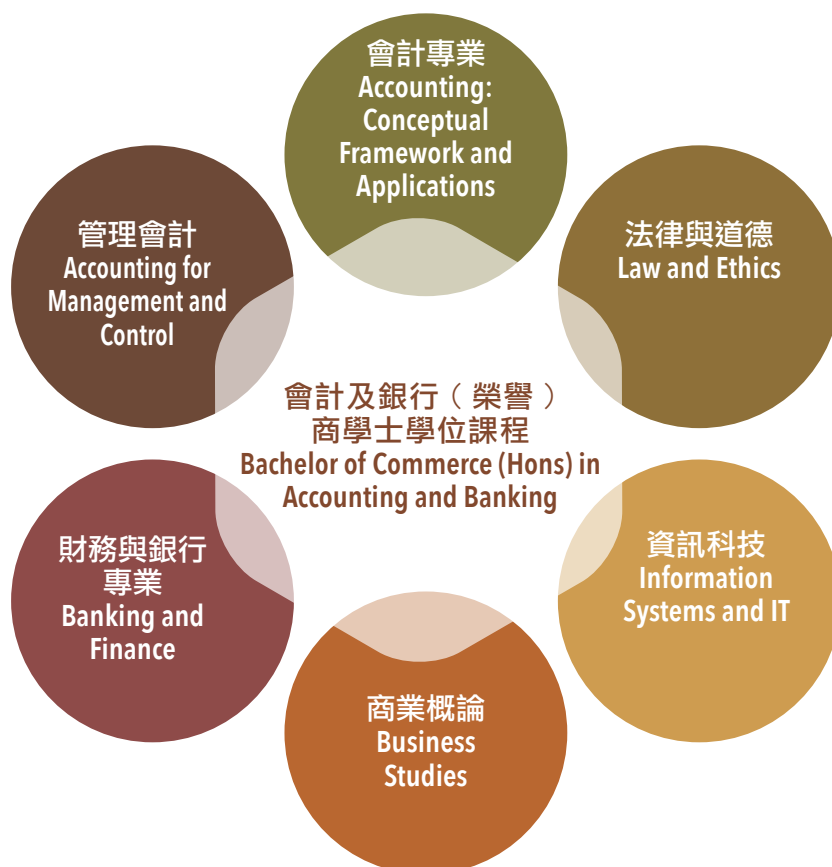 會計專業
Accounting:
Conceptual
Framework and
Applications
管理會計
Accounting for
Management and
Control
法律與道德
Law and Ethics
會計及銀行（榮譽）
商學士學位課程
Bachelor of Commerce (Hons) in
Accounting and Banking
財務與銀行
專業
Banking and
Finance
資訊科技
Information
Systems and IT
商業概論
Business
Studies